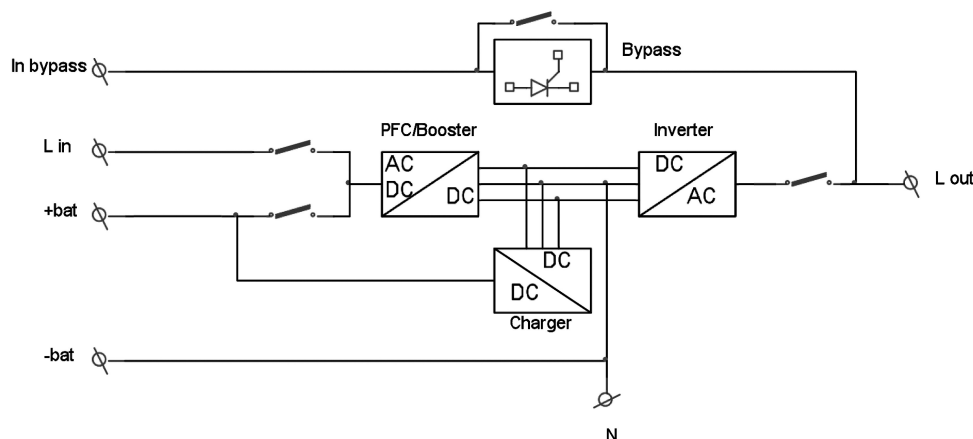 In bypass
Bypass
PFC/Booster
Inverter
L in
AC
DC
DC
DC
AC
L out
+bat
DC
DC
Charger
-bat
N